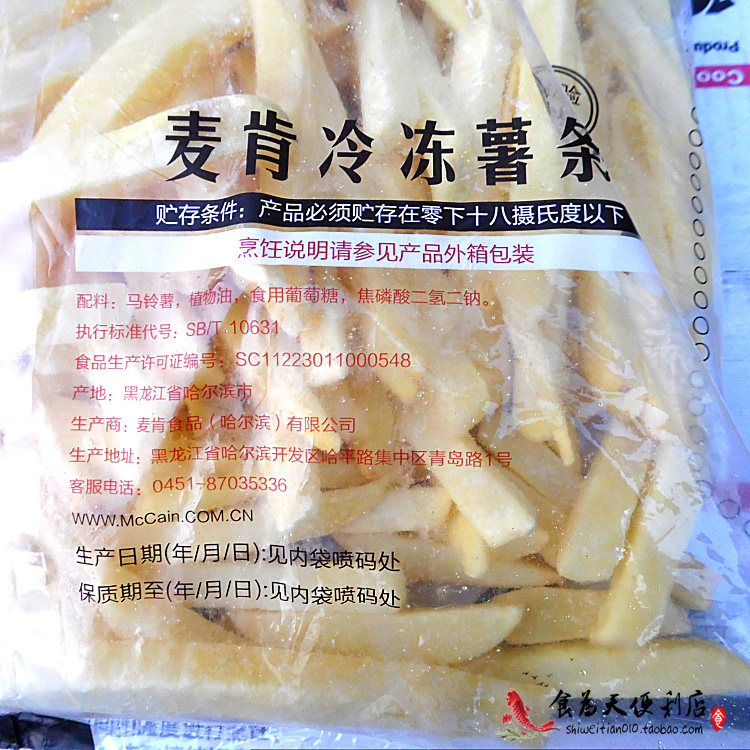 Produ
Coo
验
麦肯冷冻薯条
贮存条件：产品必须贮存在零下十八摄氏度以下
烹饪说明请参见产品外箱包装
配料：马铃薯，植物油，食用葡萄糖，焦磷酸二氢二钠。
执行标准代号：SB/T 10631
食品生产许可证编号：SC11223011000548
产地：黑龙江省哈尔滨市
生产商：麦肯食品（哈尔滨）有限公司
生产地址：黑龙江省哈尔滨开发区哈平路集中区青岛路1号
客服电话：0451-87035336
WWW.McCain.COM.CN
生产日期(年/月/日):见内袋喷码处
保质期至(年/月/日):见内袋喷码处
食为天便利店
食
shiweitian010.taobao.com